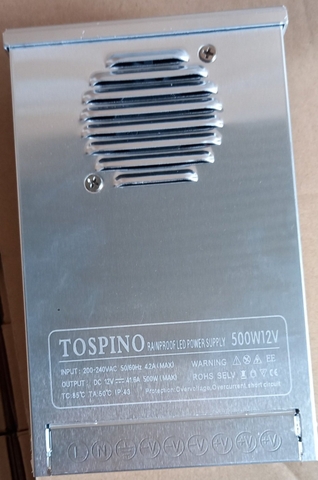 TOSPINO RAINPROOF LED POWER SUPPLY 500W12V
INPUT: 200-240VAC 50/60Hz 4.2A(MAX) WARNING
OUTPUT: DC 12V 41.6A 500W(MAX) ROHS SELV
TC:85℃ TA:50℃ IP:45 Protection:Overvoltage,Overcurrent,short circuit
L N -V -V -V +V +V +V